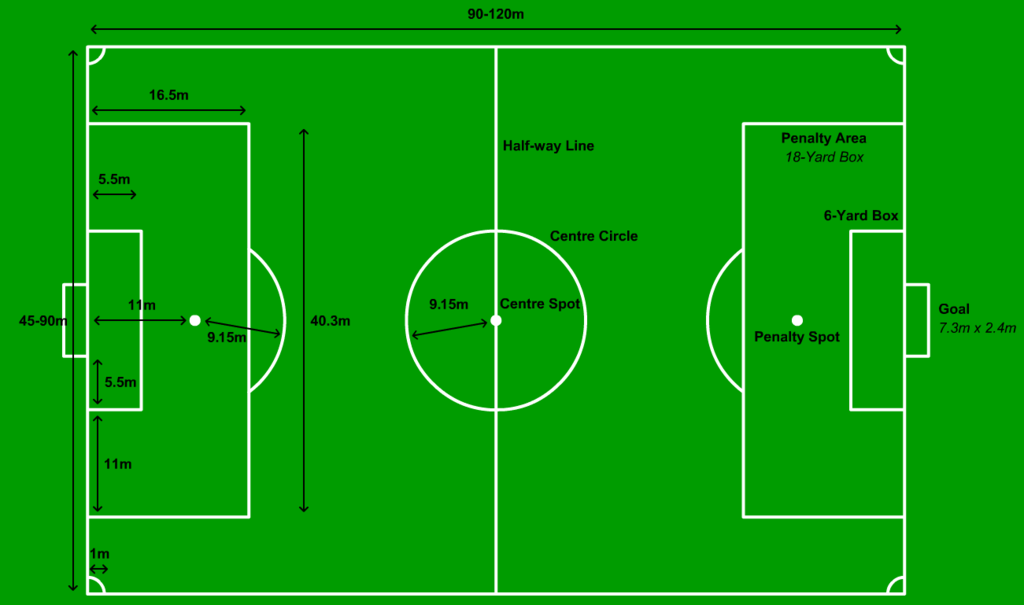 90-120m
16.5m
Half-way Line
Penalty Area
18-Yard Box
5.5m
6-Yard Box
Centre Circle
11m
9.15m
Centre Spot
Goal
45-90m
40.3m
7.3m x 2.4m
9.15m
Penalty Spot
5.5m
11m
1m